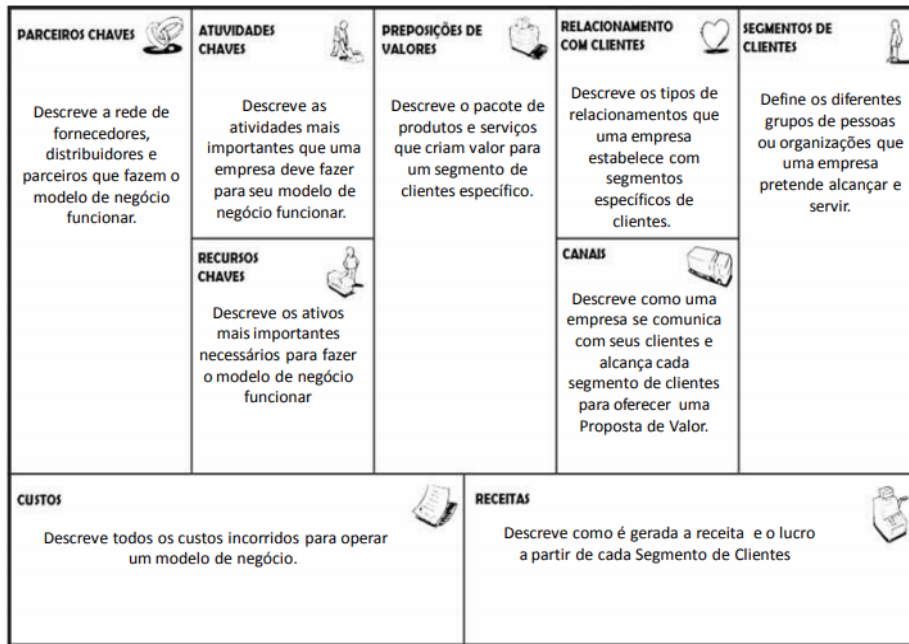 PARCEIROS CHAVES
Descreve a rede de
fornecedores,
distribuidores e
parceiros que fazem o
modelo de negócio
funcionar.
ATUVIDADES
CHAVES
Descreve as
atividades mais
importantes que uma
empresa deve fazer
para seu modelo de
negócio funcionar.
RECURSOS
CHAVES
Descreve os ativos
mais importantes
necessários para fazer
o modelo de negócio
funcionar
PREPOSIÇÕES DE
VALORES
Descreve o pacote de
produtos e serviços
que criam valor para
um segmento de
clientes específico.
RELACIONAMENTO
COM CLIENTES
Descreve os tipos de
relacionamentos que
uma empresa
estabelece com
segmentos
específicos de
clientes.
CANAIS
Descreve como uma
empresa se comunica
com seus clientes e
alcança cada
segmento de clientes
para oferecer uma
Proposta de Valor.
SEGMENTOS DE
CLIENTES
Define os diferentes
grupos de pessoas
ou organizações que
uma empresa
pretende alcançar e
servir.
CUSTOS
Descreve todos os custos incorridos para operar
um modelo de negócio.
RECEITAS
Descreve como é gerada a receita e o lucro
a partir de cada Segmento de Clientes